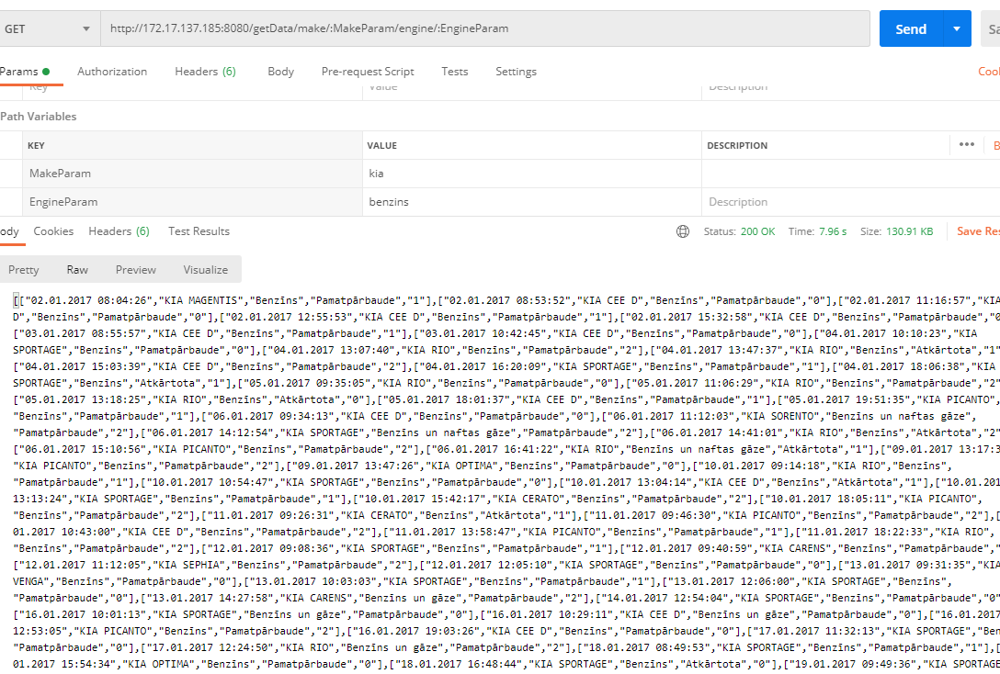 GET http://172.17.137.185:8080/getData/make/:MakeParam/engine/:EngineParam Send Sa
Params Authorization Headers (6) Body Pre-request Script Tests Settings Cool
Key Value Description
Path Variables
KEY VALUE DESCRIPTION ••• B
MakeParam kia
EngineParam benzins Description
ody Cookies Headers (6) Test Results Status: 200 OK Time: 7.96 s Size: 130.91 KB Save Res
Pretty Raw Preview Visualize
[["02.01.2017 08:04:26","KIA MAGENTIS","Benzīns","Pamatpārbaude","1"],["02.01.2017 08:53:52","KIA CEE D","Benzīns","Pamatpārbaude","0"],["02.01.2017 11:16:57","KIA
D","Benzīns","Pamatpārbaude","0"],["02.01.2017 12:55:53","KIA CEE D","Benzīns","Pamatpārbaude","1"],["02.01.2017 15:32:58","KIA CEE D","Benzīns","Pamatpārbaude","0
["03.01.2017 08:55:57","KIA CEE D","Benzīns","Pamatpārbaude","1"],["03.01.2017 10:42:45","KIA CEE D","Benzīns","Pamatpārbaude","0"],["04.01.2017 10:10:23","KIA
SPORTAGE","Benzīns","Pamatpārbaude","0"],["04.01.2017 13:07:40","KIA RIO","Benzīns","Pamatpārbaude","2"],["04.01.2017 13:47:37","KIA RIO","Benzīns","Atkārtota","1"
["04.01.2017 15:03:39","KIA CEE D","Benzīns","Pamatpārbaude","2"],["04.01.2017 16:20:09","KIA SPORTAGE","Benzīns","Pamatpārbaude","1"],["04.01.2017 18:06:38","KIA
SPORTAGE","Benzīns","Atkārtota","1"],["05.01.2017 09:35:05","KIA RIO","Benzīns","Pamatpārbaude","0"],["05.01.2017 11:06:29","KIA RIO","Benzīns","Pamatpārbaude","2"
["05.01.2017 13:18:25","KIA RIO","Benzīns","Atkārtota","0"],["05.01.2017 18:01:37","KIA CEE D","Benzīns","Pamatpārbaude","1"],["05.01.2017 19:51:35","KIA PICANTO",
"Benzīns","Pamatpārbaude","1"],["06.01.2017 09:34:13","KIA CEE D","Benzīns","Pamatpārbaude","0"],["06.01.2017 11:12:03","KIA SORENTO","Benzīns un naftas gāze",
"Pamatpārbaude","2"],["06.01.2017 14:12:54","KIA SPORTAGE","Benzīns un naftas gāze","Pamatpārbaude","2"],["06.01.2017 14:41:01","KIA RIO","Benzīns","Atkārtota","2"
["06.01.2017 15:10:56","KIA PICANTO","Benzīns","Pamatpārbaude","2"],["06.01.2017 16:41:22","KIA RIO","Benzīns un naftas gāze","Atkārtota","1"],["09.01.2017 13:17:3
"KIA PICANTO","Benzīns","Pamatpārbaude","2"],["09.01.2017 13:47:26","KIA OPTIMA","Benzīns","Pamatpārbaude","0"],["10.01.2017 09:14:18","KIA RIO","Benzīns",
"Pamatpārbaude","1"],["10.01.2017 10:54:47","KIA SPORTAGE","Benzīns","Pamatpārbaude","0"],["10.01.2017 13:04:14","KIA CEE D","Benzīns","Atkārtota","1"],["10.01.201
13:13:24","KIA SPORTAGE","Benzīns","Pamatpārbaude","1"],["10.01.2017 15:42:17","KIA CERATO","Benzīns","Pamatpārbaude","2"],["10.01.2017 18:05:11","KIA PICANTO",
"Benzīns","Pamatpārbaude","2"],["11.01.2017 09:26:31","KIA CERATO","Benzīns","Atkārtota","1"],["11.01.2017 09:46:30","KIA PICANTO","Benzīns","Pamatpārbaude","2"],[
01.2017 10:43:00","KIA CEE D","Benzīns","Pamatpārbaude","2"],["11.01.2017 13:58:47","KIA PICANTO","Benzīns","Pamatpārbaude","1"],["11.01.2017 18:22:33","KIA RIO",
"Benzīns","Pamatpārbaude","2"],["12.01.2017 09:08:36","KIA SPORTAGE","Benzīns","Pamatpārbaude","1"],["12.01.2017 09:40:59","KIA CARENS","Benzīns","Pamatpārbaude","
["12.01.2017 11:12:05","KIA SEPHIA","Benzīns","Pamatpārbaude","2"],["12.01.2017 12:05:10","KIA SPORTAGE","Benzīns","Pamatpārbaude","0"],["13.01.2017 09:31:35","KIA
VENGA","Benzīns","Pamatpārbaude","0"],["13.01.2017 10:03:03","KIA SPORTAGE","Benzīns","Pamatpārbaude","1"],["13.01.2017 12:06:00","KIA SPORTAGE","Benzīns",
"Pamatpārbaude","0"],["13.01.2017 14:27:58","KIA CARENS","Benzīns un gāze","Pamatpārbaude","2"],["14.01.2017 12:54:04","KIA SPORTAGE","Benzīns","Pamatpārbaude","0"
["16.01.2017 10:01:13","KIA SPORTAGE","Benzīns un gāze","Pamatpārbaude","0"],["16.01.2017 10:29:11","KIA CEE D","Benzīns un gāze","Pamatpārbaude","0"],["16.01.2017
12:53:05","KIA PICANTO","Benzīns","Pamatpārbaude","2"],["16.01.2017 19:03:26","KIA CEE D","Benzīns","Pamatpārbaude","0"],["17.01.2017 11:32:13","KIA SPORTAGE","Ben
"Pamatpārbaude","0"],["17.01.2017 12:24:50","KIA RIO","Benzīns un gāze","Pamatpārbaude","2"],["18.01.2017 08:49:53","KIA SPORTAGE","Benzīns","Pamatpārbaude","1"],[
01.2017 15:54:34","KIA OPTIMA","Benzīns","Pamatpārbaude","0"],["18.01.2017 16:48:44","KIA SPORTAGE","Benzīns","Atkārtota","0"],["19.01.2017 09:49:36","KIA SPORTAGE